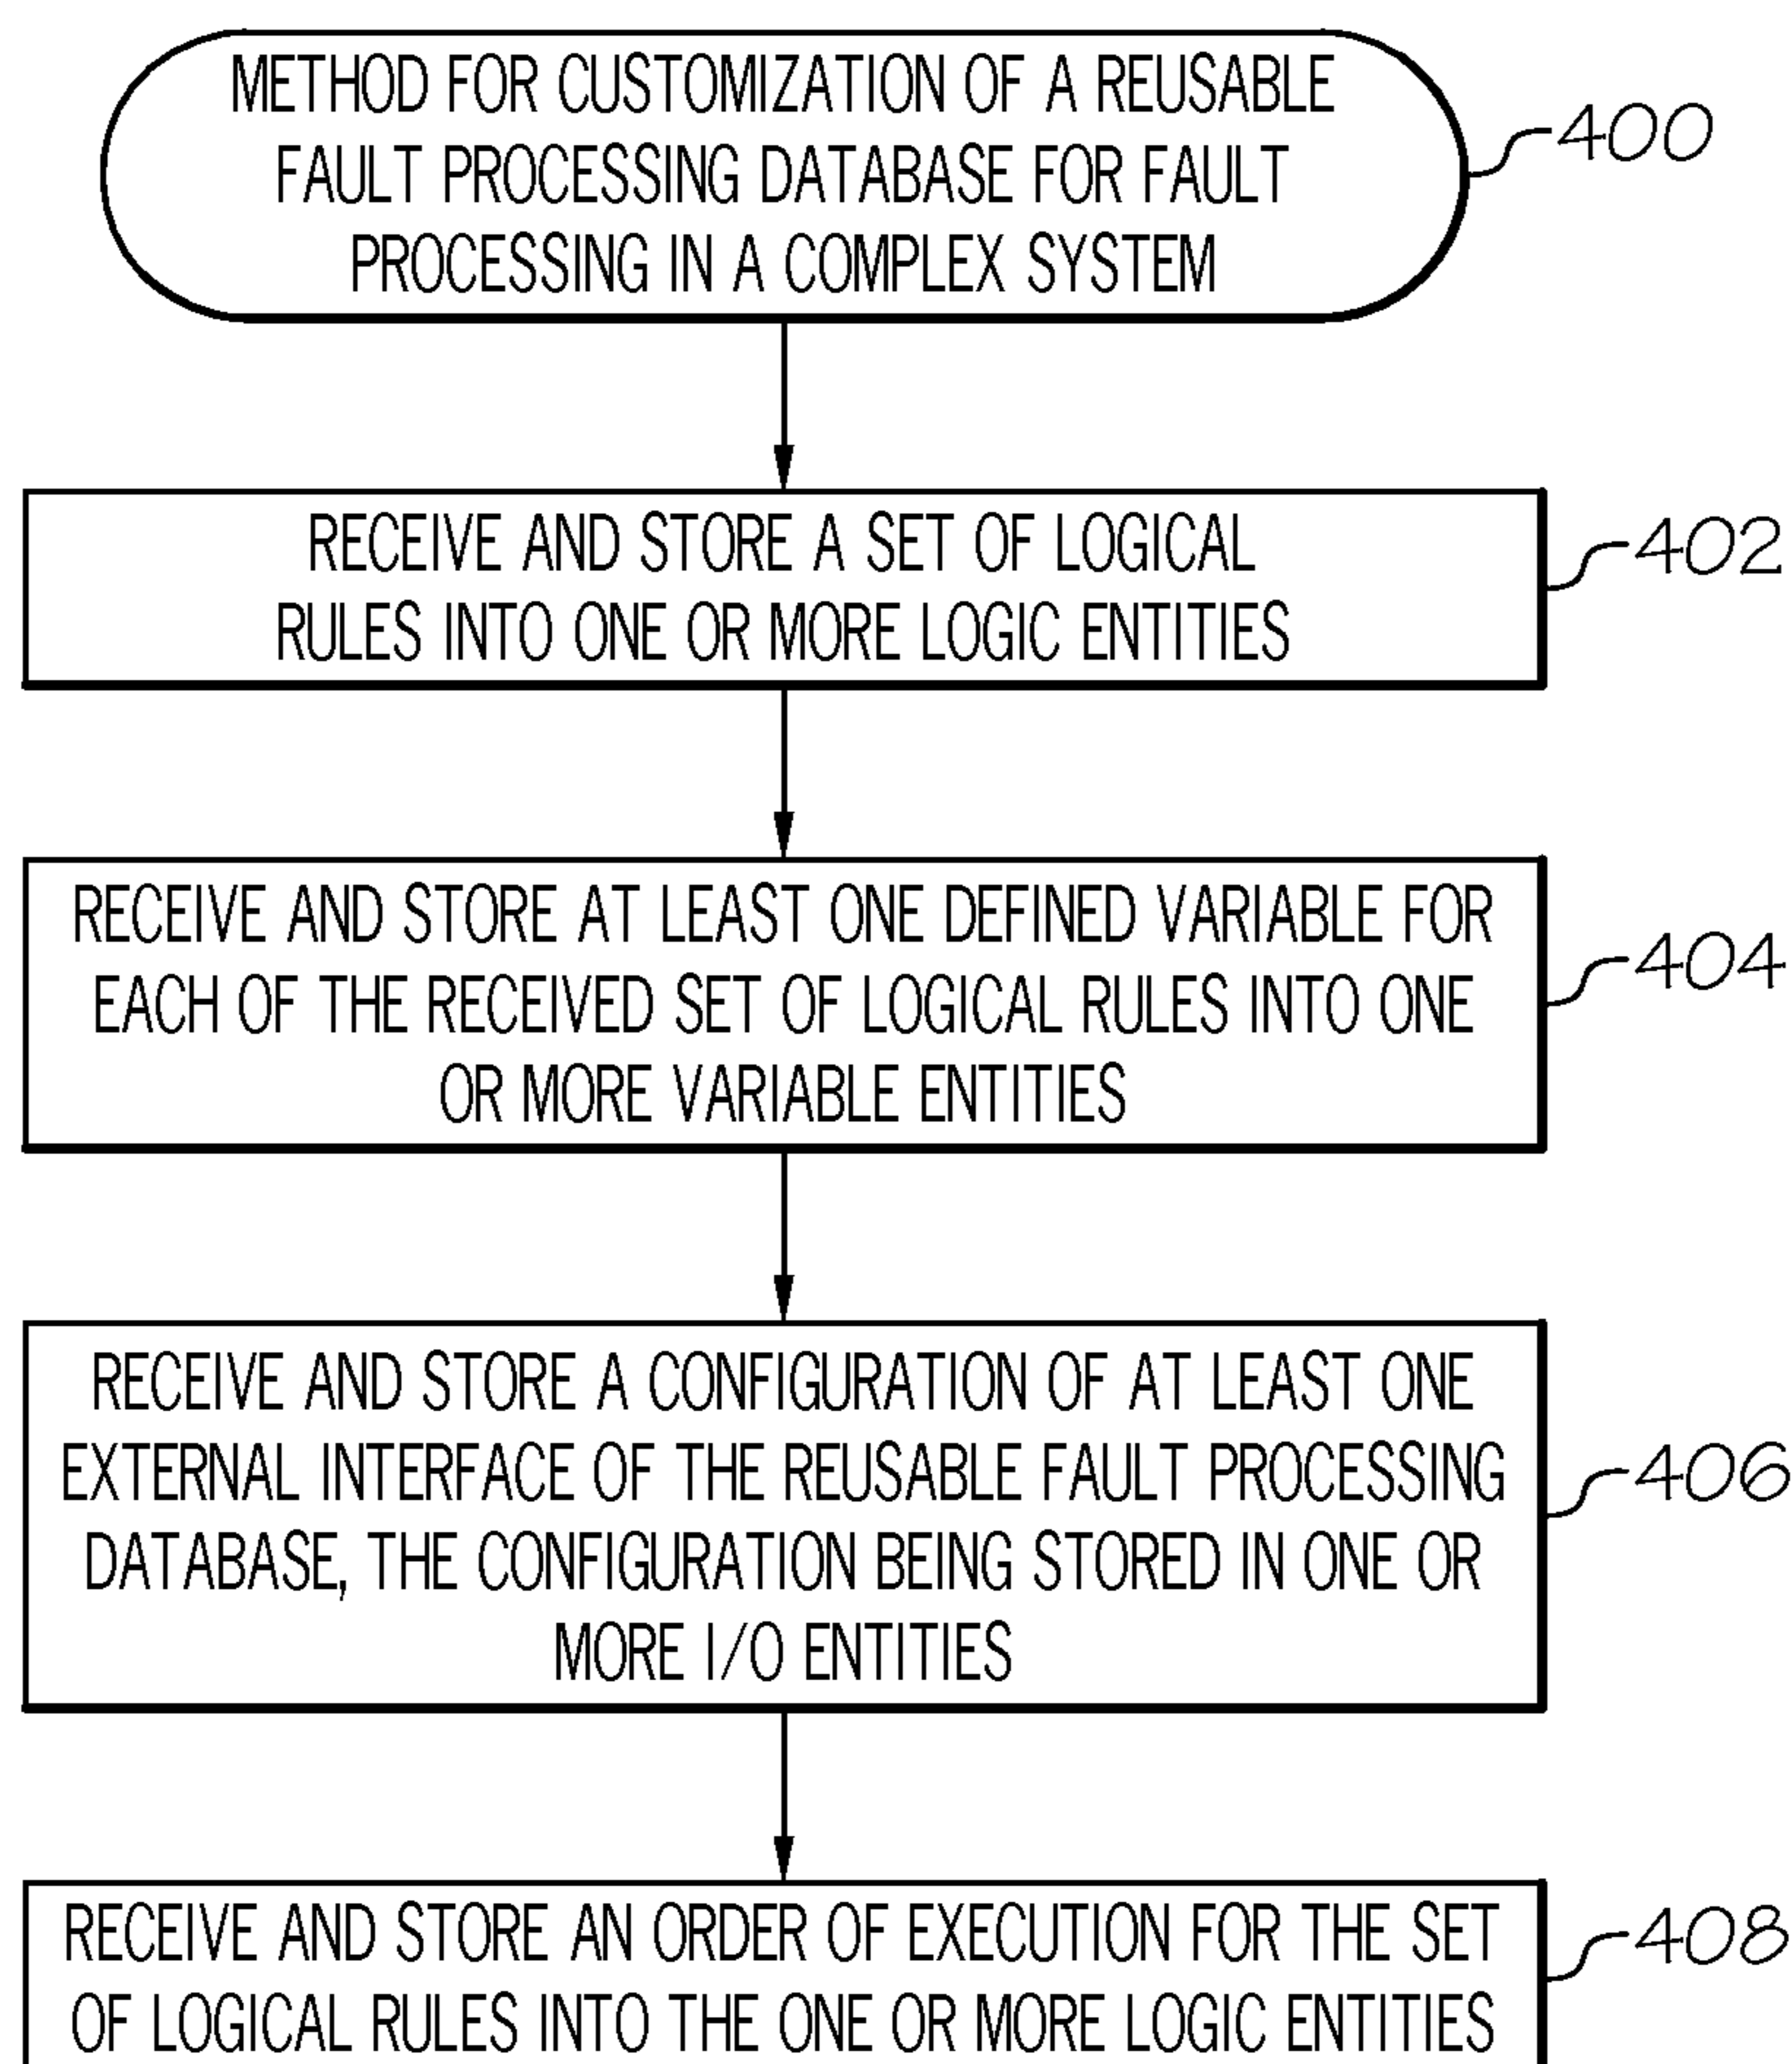 METHOD FOR CUSTOMIZATION OF A REUSABLE
FAULT PROCESSING DATABASE FOR FAULT
PROCESSING IN A COMPLEX SYSTEM
400
RECEIVE AND STORE A SET OF LOGICAL
RULES INTO ONE OR MORE LOGIC ENTITIES
402
RECEIVE AND STORE AT LEAST ONE DEFINED VARIABLE FOR
EACH OF THE RECEIVED SET OF LOGICAL RULES INTO ONE
OR MORE VARIABLE ENTITIES
404
RECEIVE AND STORE A CONFIGURATION OF AT LEAST ONE
EXTERNAL INTERFACE OF THE REUSABLE FAULT PROCESSING
DATABASE, THE CONFIGURATION BEING STORED IN ONE OR
MORE I/O ENTITIES
406
RECEIVE AND STORE AN ORDER OF EXECUTION FOR THE SET
OF LOGICAL RULES INTO THE ONE OR MORE LOGIC ENTITIES
408